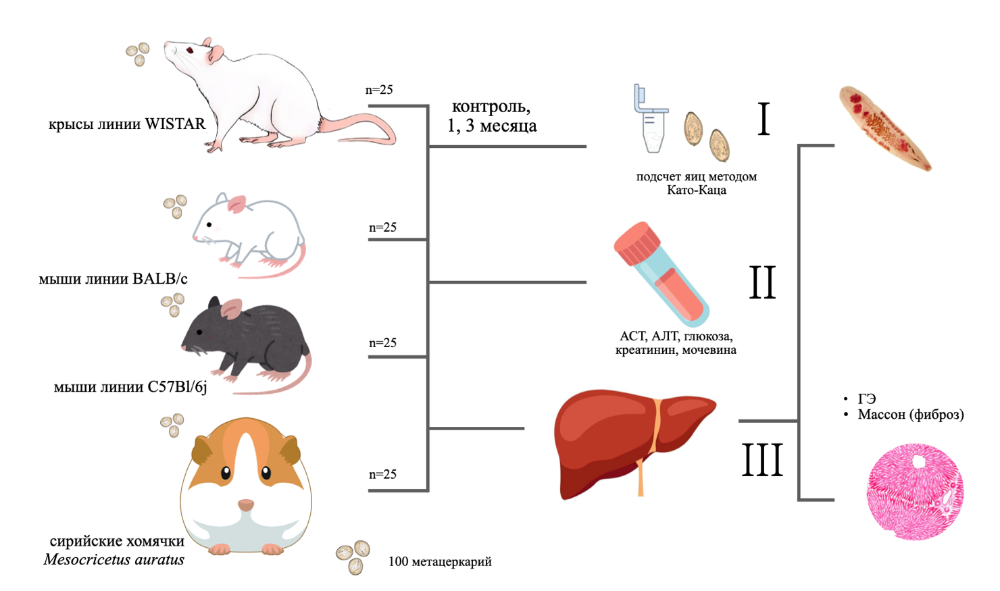 n=25
крысы линии WISTAR
контроль,
1, 3 месяца
I
подсчет яиц методом
Като-Каца
n=25
мыши линии BALB/c
II
АСТ, АЛТ, глюкоза,
креатинин, мочевина
n=25
мыши линии C57Bl/6j
III
• ГЭ
• Массон (фиброз)
n=25
сирийские хомячки
Mesocricetus auratus
100 метацеркарий